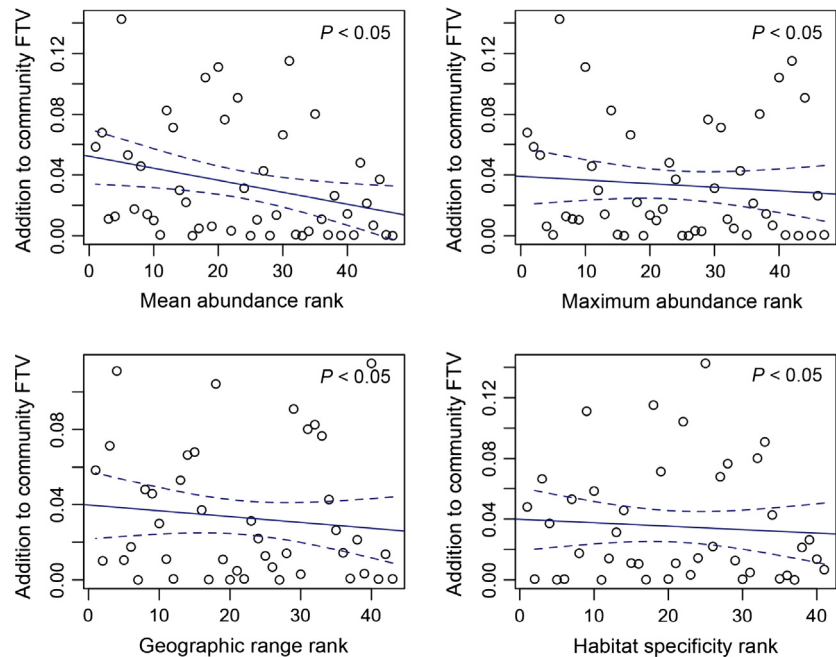 P < 0.05
Addition to community FTV
0.00 0.04 0.08 0.12
0 10 20 30 40
Mean abundance rank
P < 0.05
Addition to community FTV
0.00 0.04 0.08 0.12
0 10 20 30 40
Maximum abundance rank
P < 0.05
Addition to community FTV
0.00 0.04 0.08
0 10 20 30 40
Geographic range rank
P < 0.05
Addition to community FTV
0.00 0.04 0.08 0.12
0 10 20 30 40
Habitat specificity rank